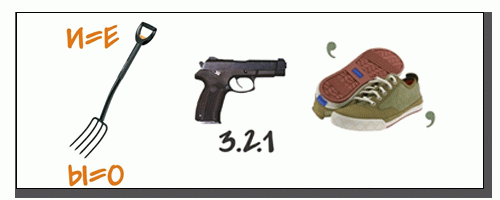 И=Е
,
3.2.1
,
Ы=О